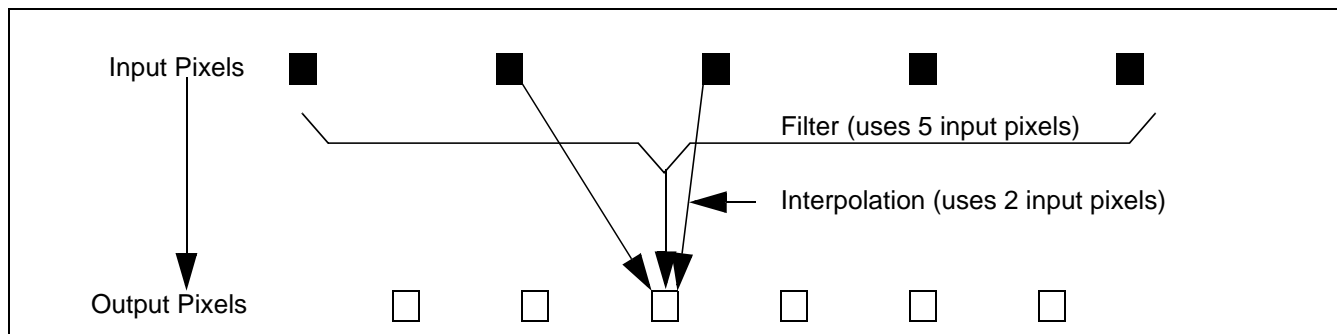 Input Pixels
Filter (uses 5 input pixels)
Interpolation (uses 2 input pixels)
Output Pixels